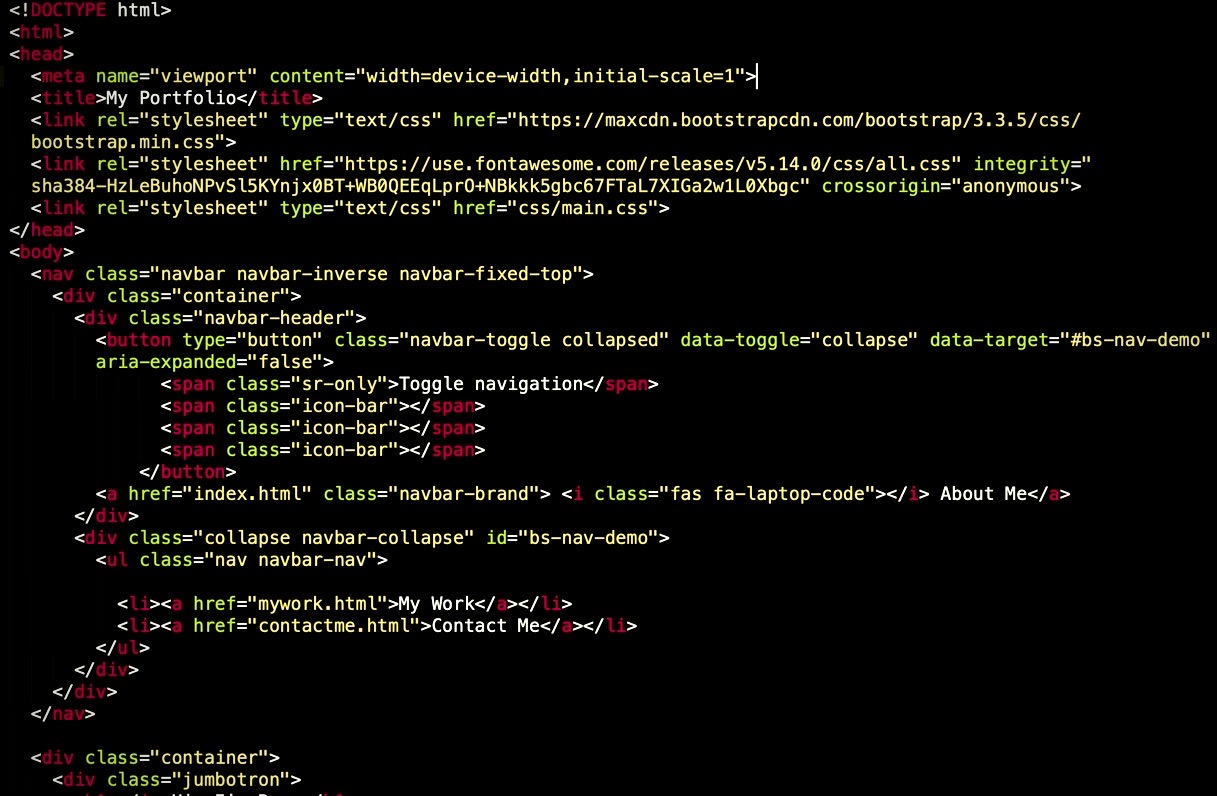 <!DOCTYPE html>
<html>
<head>
<meta name="viewport" content="width=device-width,initial-scale=1">
<title>My Portfolio</title>
<link rel="stylesheet" type="text/css" href="https://maxcdn.bootstrapcdn.com/bootstrap/3.3.5/css/
bootstrap.min.css">
<link rel="stylesheet" href="https://use.fontawesome.com/releases/v5.14.0/css/all.css" integrity="
sha384-HzLeBuhoNPvSl5KYnjx0BT+WB0QEEqLprO+NBkkk5gbc67FTaL7XIGa2w1L0Xbgc" crossorigin="anonymous">
<link rel="stylesheet" type="text/css" href="css/main.css">
</head>
<body>
<nav class="navbar navbar-inverse navbar-fixed-top">
<div class="container">
<div class="navbar-header">
<button type="button" class="navbar-toggle collapsed" data-toggle="collapse" data-target="#bs-nav-demo"
aria-expanded="false">
<span class="sr-only">Toggle navigation</span>
<span class="icon-bar"></span>
<span class="icon-bar"></span>
<span class="icon-bar"></span>
</button>
<a href="index.html" class="navbar-brand"> <i class="fas fa-laptop-code"></i> About Me</a>
</div>
<div class="collapse navbar-collapse" id="bs-nav-demo">
<ul class="nav navbar-nav">
<li><a href="mywork.html">My Work</a></li>
<li><a href="contactme.html">Contact Me</a></li>
</ul>
</div>
</div>
</nav>
<div class="container">
<div class="jumbotron">